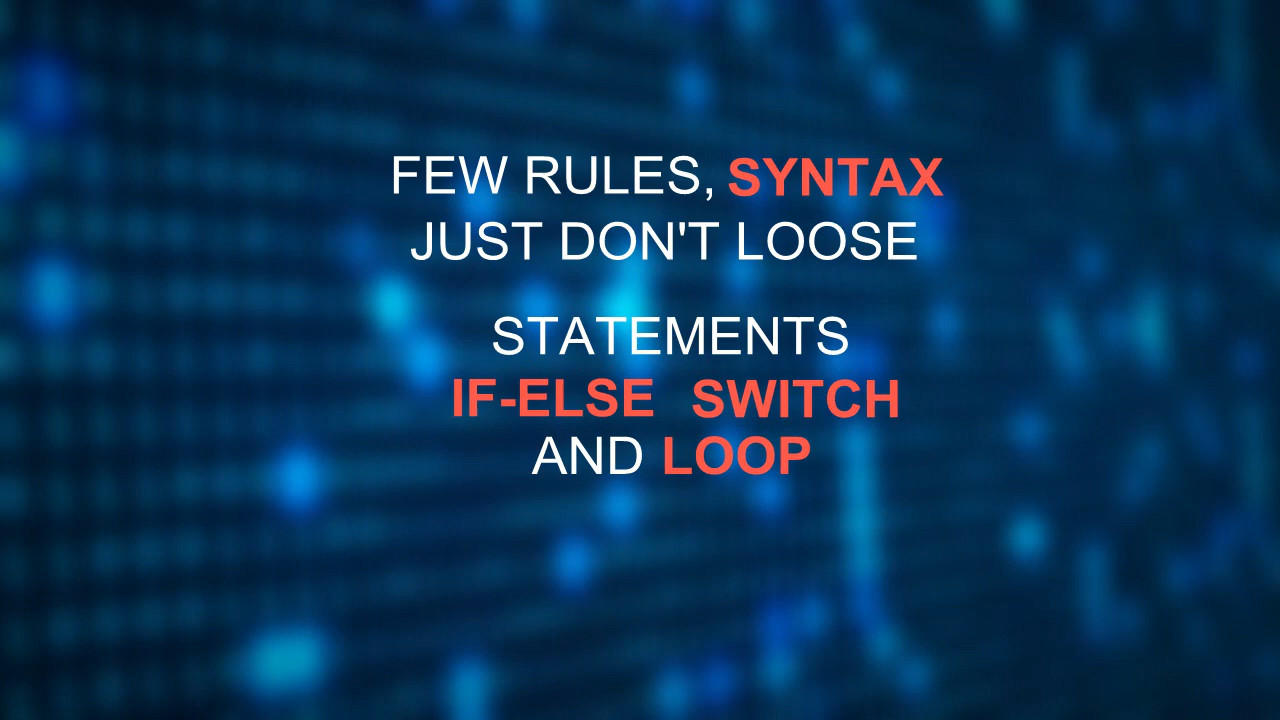 FEW RULES, SYNTAX
JUST DON'T LOOSE
STATEMENTS
IF-ELSE SWITCH
AND LOOP